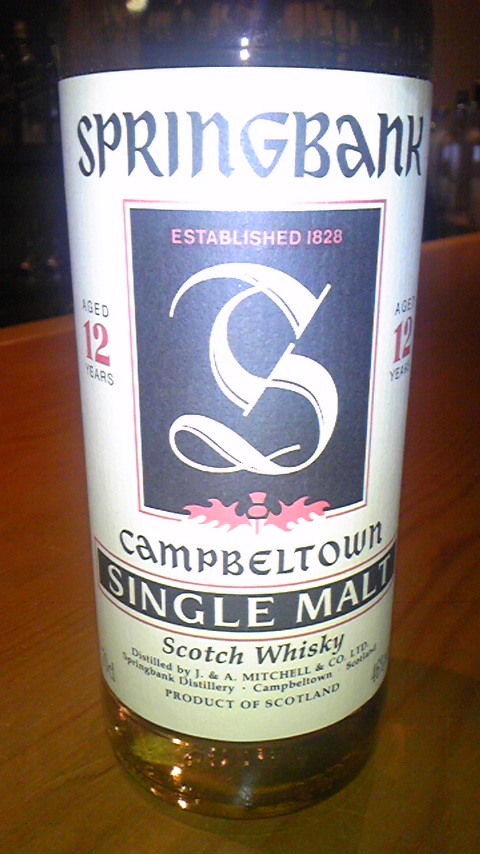 SPRINGBANK
ESTABLISHED 1828
S
AGED
12
YEARS
AGED
12
YEARS
CAMPBELTOWN
SINGLE MALT
Scotch Whisky
Distilled by J. & A. MITCHELL & CO. LTD.
Springbank Distillery · Campbeltown Scotland
PRODUCT OF SCOTLAND